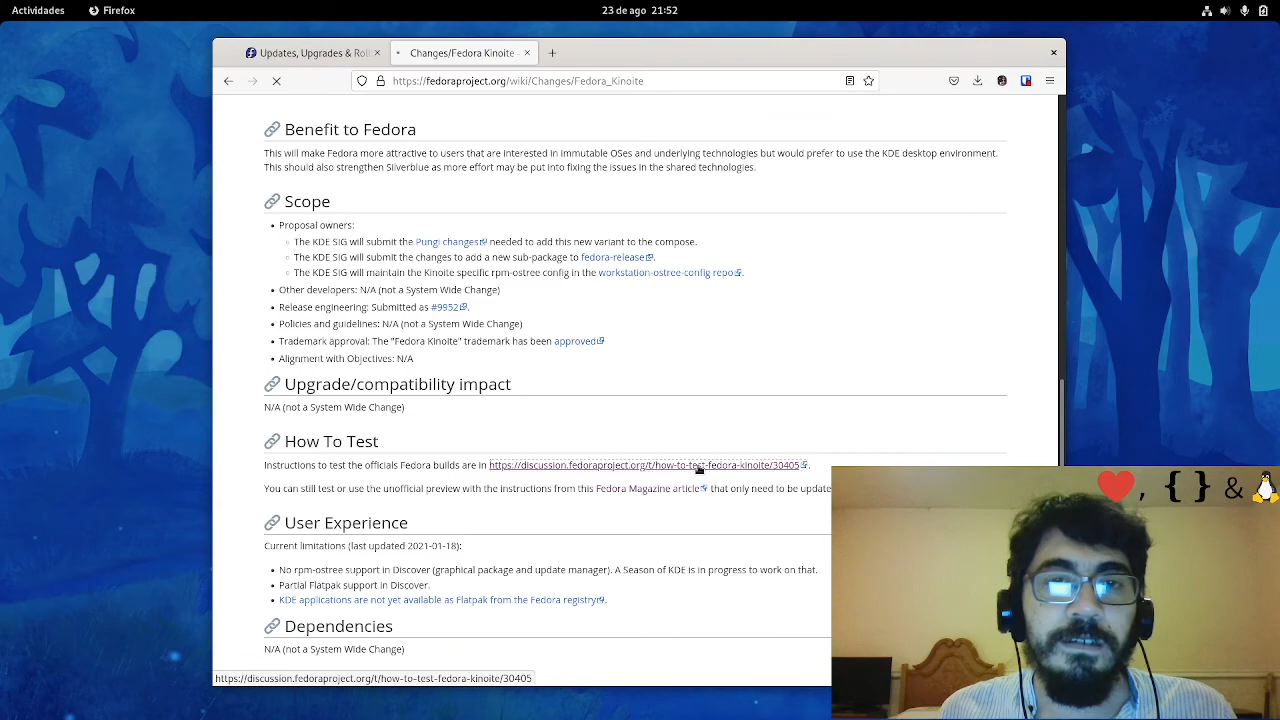 Actividades Firefox 23 de ago 21:52
Updates, Upgrades & Roll
Changes/Fedora Kinoite -
https://fedoraproject.org/wiki/Changes/Fedora_Kinoite
Benefit to Fedora
This will make Fedora more attractive to users that are interested in immutable OSes and underlying technologies but would prefer to use the KDE desktop environment.
This should also strengthen Silverblue as more effort may be put into fixing the issues in the shared technologies.
Scope
• Proposal owners:
The KDE SIG will submit the Pungi changes needed to add this new variant to the compose.
The KDE SIG will submit the changes to add a new sub-package to fedora-release.
The KDE SIG will maintain the Kinoite specific rpm-ostree config in the workstation-ostree-config repo.
• Other developers: N/A (not a System Wide Change)
• Release engineering: Submitted as #9952.
• Policies and guidelines: N/A (not a System Wide Change)
• Trademark approval: The "Fedora Kinoite" trademark has been approved
• Alignment with Objectives: N/A
Upgrade/compatibility impact
N/A (not a System Wide Change)
How To Test
Instructions to test the officials Fedora builds are in https://discussion.fedoraproject.org/t/how-to-test-fedora-kinoite/30405.
You can still test or use the unofficial preview with the instructions from this Fedora Magazine article that only need to be update
, { } &
User Experience
Current limitations (last updated 2021-01-18):
• No rpm-ostree support in Discover (graphical package and update manager). A Season of KDE is in progress to work on that.
• Partial Flatpak support in Discover.
• KDE applications are not yet available as Flatpak from the Fedora registry.
Dependencies
N/A (not a System Wide Change)
https://discussion.fedoraproject.org/t/how-to-test-fedora-kinoite/30405